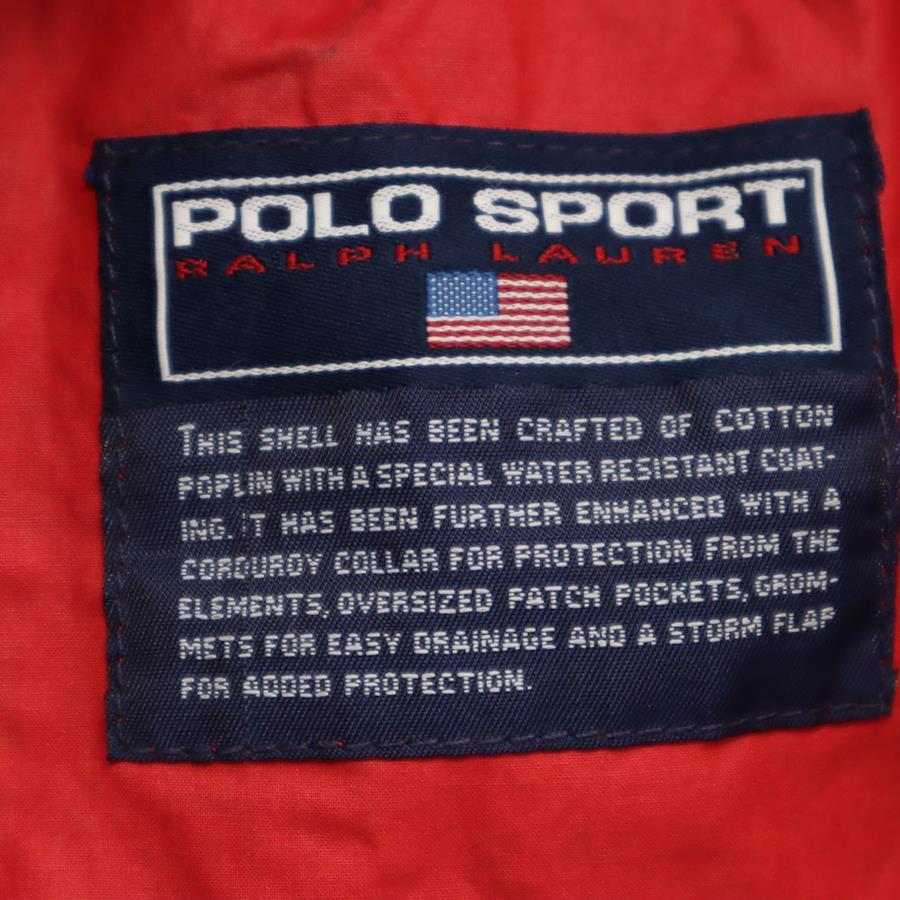 POLO SPORT
RALPH LAUREN
THIS SHELL HAS BEEN CRAFTED OF COTTON
POPLIN WITH A SPECIAL WATER RESISTANT COAT-
ING. IT HAS BEEN FURTHER ENHANCED WITH A
CORDUROY COLLAR FOR PROTECTION FROM THE
ELEMENTS, OVERSIZED PATCH POCKETS, GROM-
METS FOR EASY DRAINAGE AND A STORM FLAP
FOR ADDED PROTECTION.